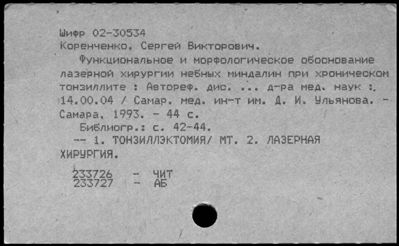 Шифр 02-30534
Коренченко, Сергей Викторович.
Функциональное и морфологическое обоснование
лазерной хирургии небных миндалин при хроническом
тонзиллите : Автореф. дис. ... д-ра мед. наук :,
14.00.04 / Самар. мед. ин-т им. Д. И. Ульянова. -
Самара, 1993. - 44 с.
Библиогр.: с. 42-44.
-- 1. ТОНЗИЛЛЭКТОМИЯ/ МТ. 2. ЛАЗЕРНАЯ
ХИРУРГИЯ.
233726 - ЧИТ
233727 - АБ